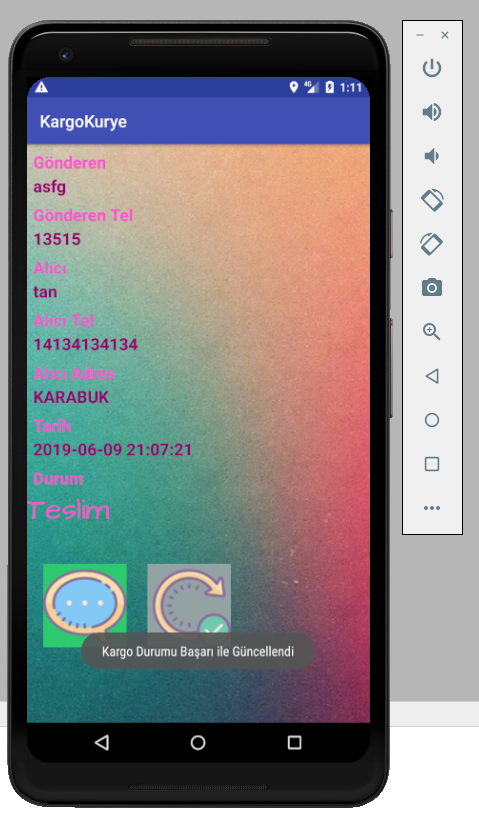 4G 1:11
KargoKurye
Gönderen
asfg
Gönderen Tel
13515
Alıcı
tan
Alıcı Tel
14134134134
Alıcı Adres
KARABUK
Tarih
2019-06-09 21:07:21
Durum
Teslim
Kargo Durumu Başarı ile Güncellendi